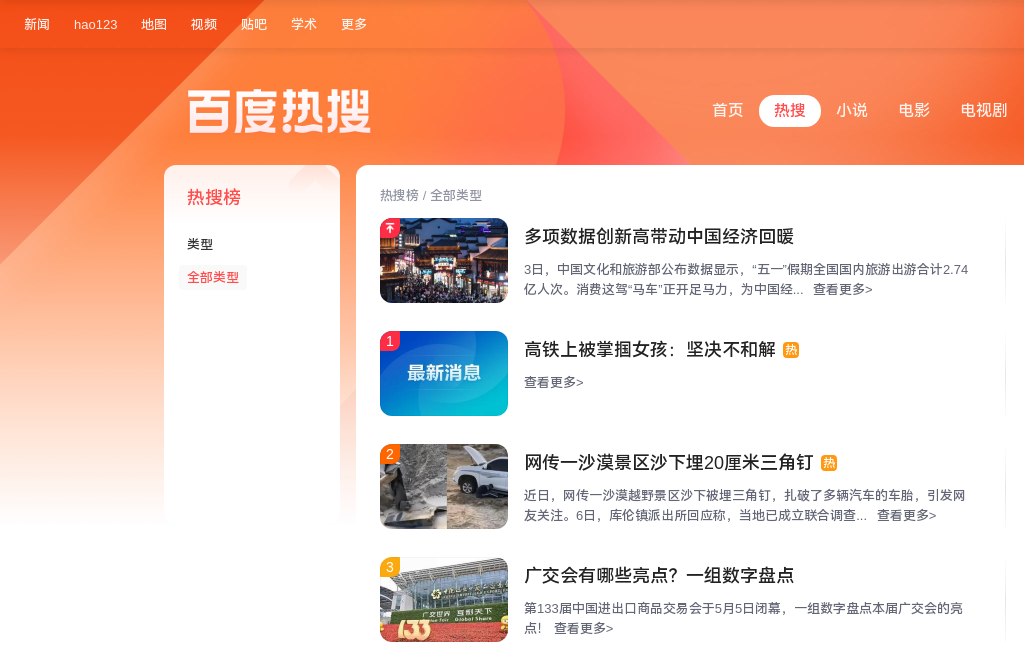 新闻 hao123 地图 视频 贴吧 学术 更多
百度热搜
首页 热搜 小说 电影 电视剧
热搜榜
类型
全部类型
热搜榜 / 全部类型
多项数据创新高带动中国经济回暖
3日，中国文化和旅游部公布数据显示，“五一”假期全国国内旅游出游合计2.74
亿人次。消费这驾“马车”正开足马力，为中国经... 查看更多>
1
最新消息
高铁上被掌掴女孩：坚决不和解 热
查看更多>
2
网传一沙漠景区沙下埋20厘米三角钉 热
近日，网传一沙漠越野景区沙下被埋三角钉，扎破了多辆汽车的车胎，引发网
友关注。6日，库伦镇派出所回应称，当地已成立联合调查... 查看更多>
3
广交世界 互利天下
Global Share
133
广交会有哪些亮点？一组数字盘点
第133届中国进出口商品交易会于5月5日闭幕，一组数字盘点本届广交会的亮
点！ 查看更多>